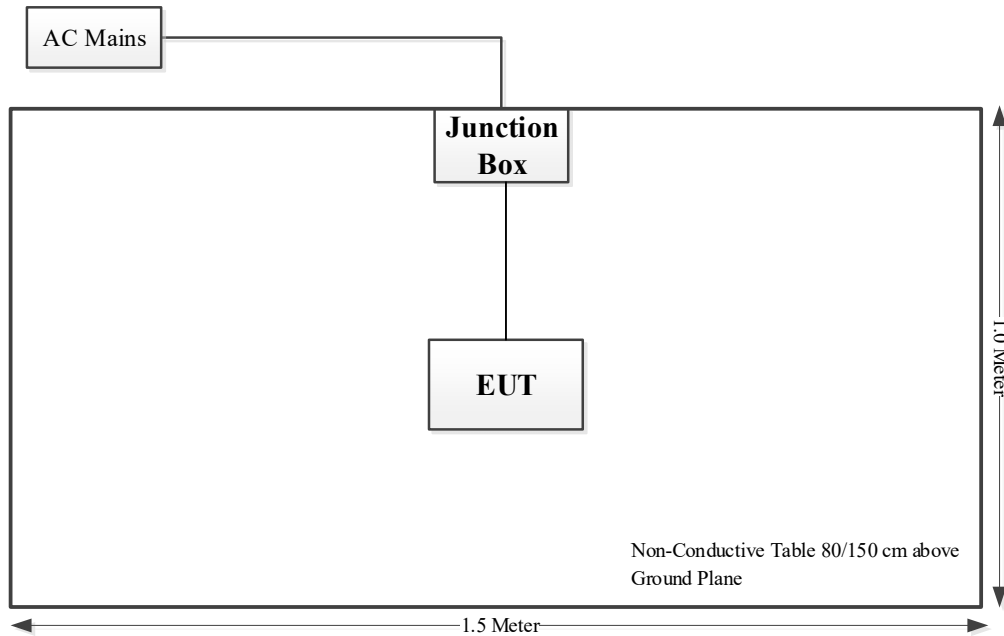 AC Mains
Junction
Box
EUT
1.0 Meter
Non-Conductive Table 80/150 cm above
Ground Plane
1.5 Meter